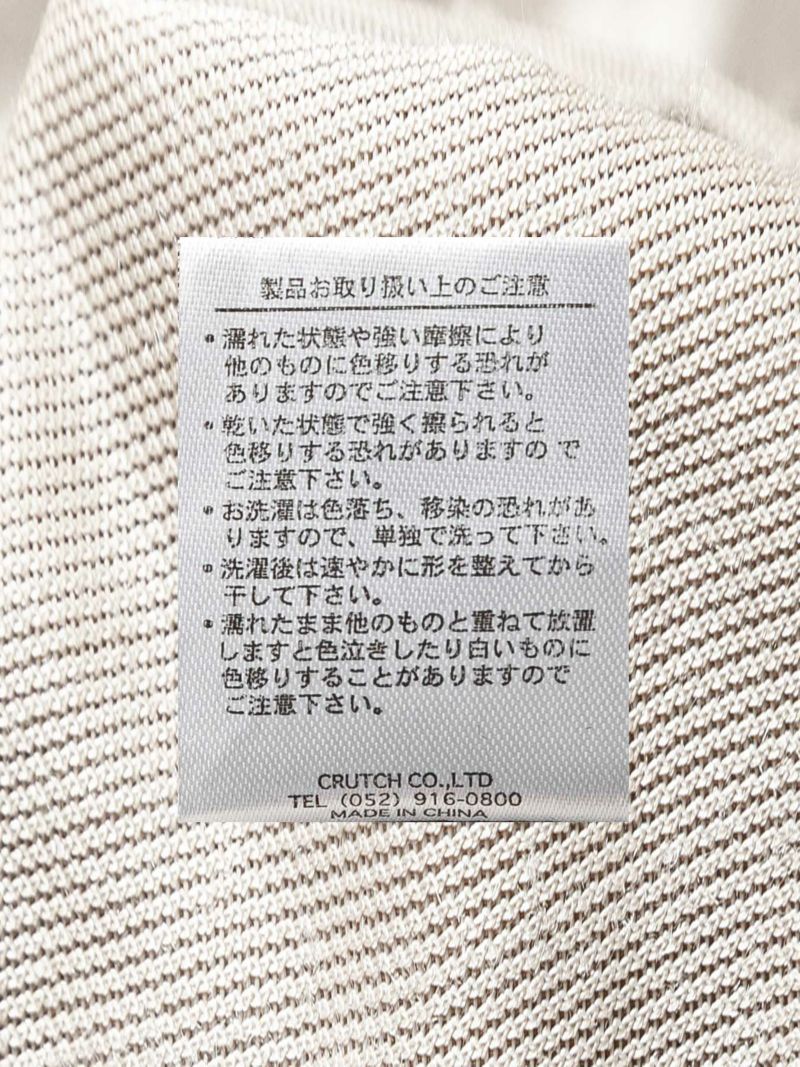 製品お取り扱い上のご注意
・濡れた状態や強い摩擦により
他のものに色移りする恐れが
ありますのでご注意下さい。
・乾いた状態で強く擦られると
色移りする恐れがありますので
ご注意下さい。
・お洗濯は色落ち、移染の恐れがあ
りますので、単独で洗って下さい。
・洗濯後は速やかに形を整えてから
干して下さい。
・濡れたまま他のものと重ねて放置
しますと色泣きしたり白いものに
色移りすることがありますので
ご注意下さい。
CRUTCH CO.,LTD
TEL (052) 916-0800
MADE IN CHINA